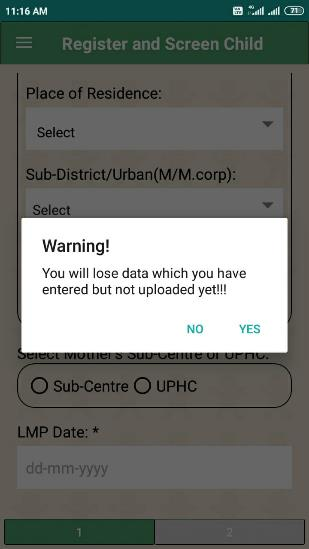 11:16 AM
71
Register and Screen Child
Place of Residence:
Select
Sub-District/Urban(M/M.corp):
Select
Warning!
You will lose data which you have
entered but not uploaded yet!!!
NO YES
Select Mother's Sub-Centre or UPHC:
Sub-Centre UPHC
LMP Date: *
dd-mm-yyyy
1 2